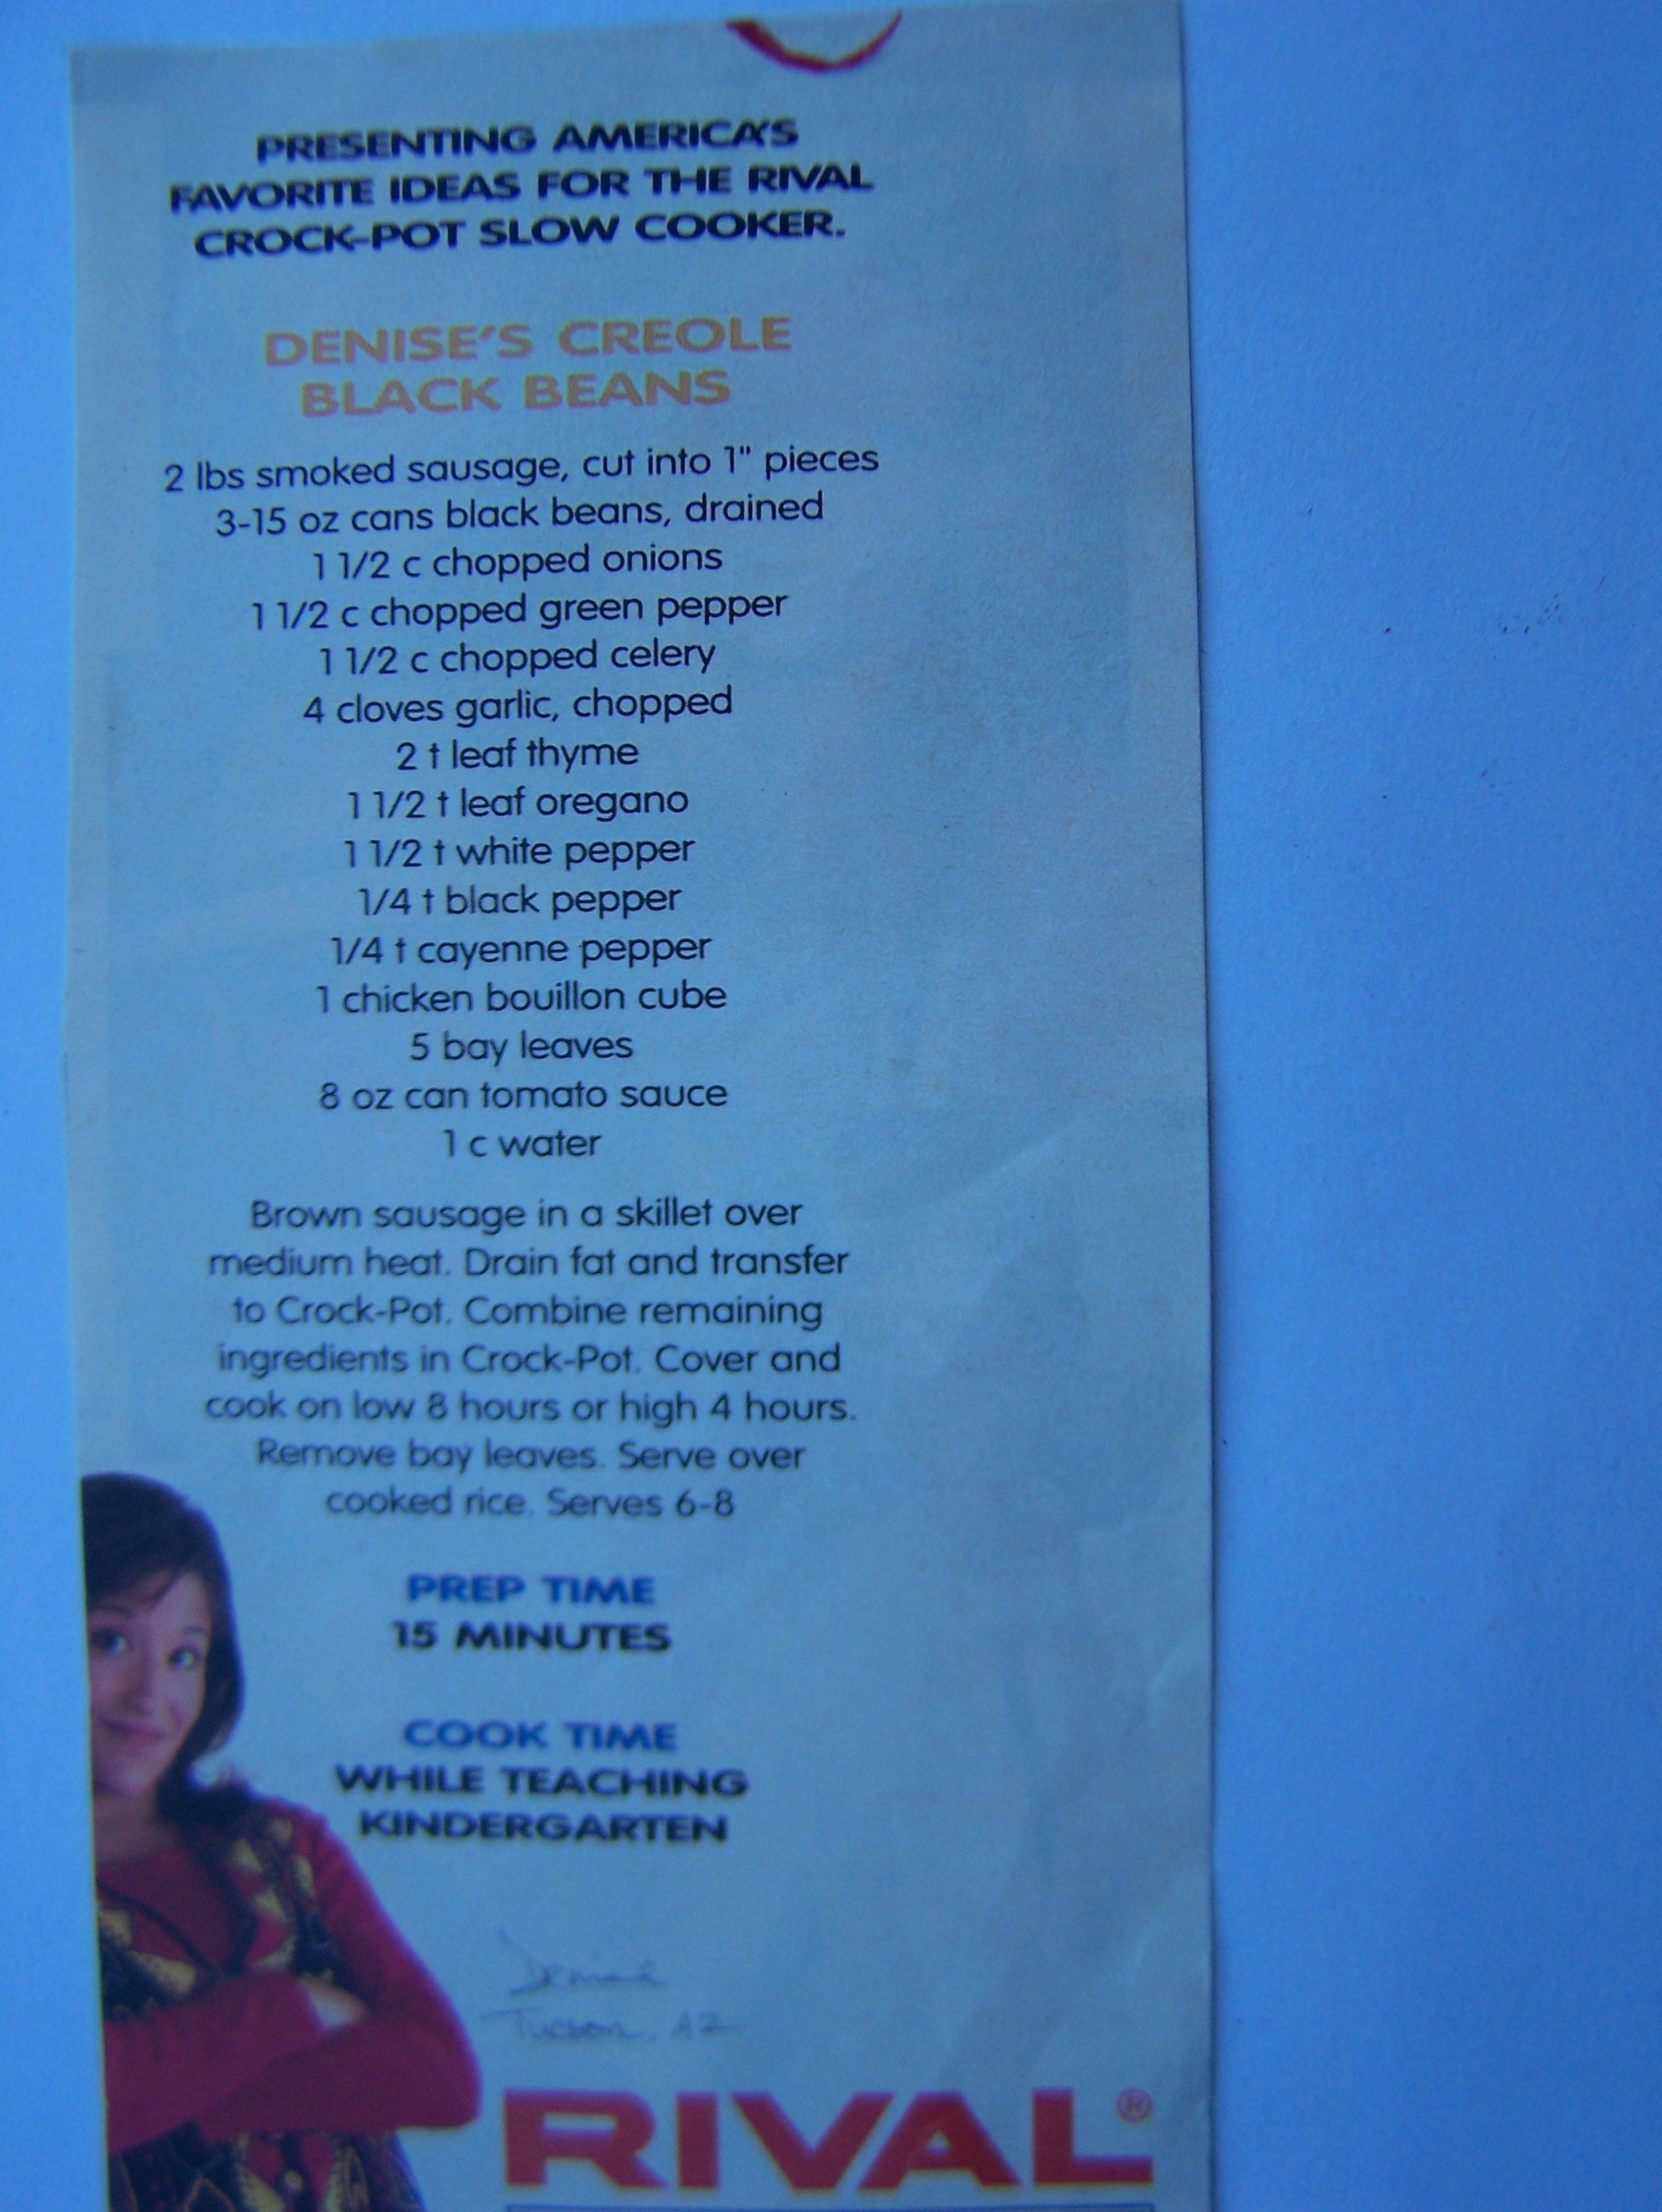 PRESENTING AMERICA'S
FAVORITE IDEAS FOR THE RIVAL
CROCK-POT SLOW COOKER.
DENISE'S CREOLE
BLACK BEANS
2 lbs smoked sausage, cut into 1" pieces
3-15 oz cans black beans, drained
1 1/2 c chopped onions
1 1/2 c chopped green pepper
1 1/2 c chopped celery
4 cloves garlic, chopped
2 t leaf thyme
1 1/2 t leaf oregano
1 1/2 t white pepper
1/4 t black pepper
1/4 t cayenne pepper
1 chicken bouillon cube
5 bay leaves
8 oz can tomato sauce
1 c water
Brown sausage in a skillet over
medium heat. Drain fat and transfer
to Crock-Pot. Combine remaining
ingredients in Crock-Pot. Cover and
cook on low 8 hours or high 4 hours.
Remove bay leaves. Serve over
cooked rice. Serves 6-8
PREP TIME
15 MINUTES
COOK TIME
WHILE TEACHING
KINDERGARTEN
Denise
Tucson, AZ
RIVAL®